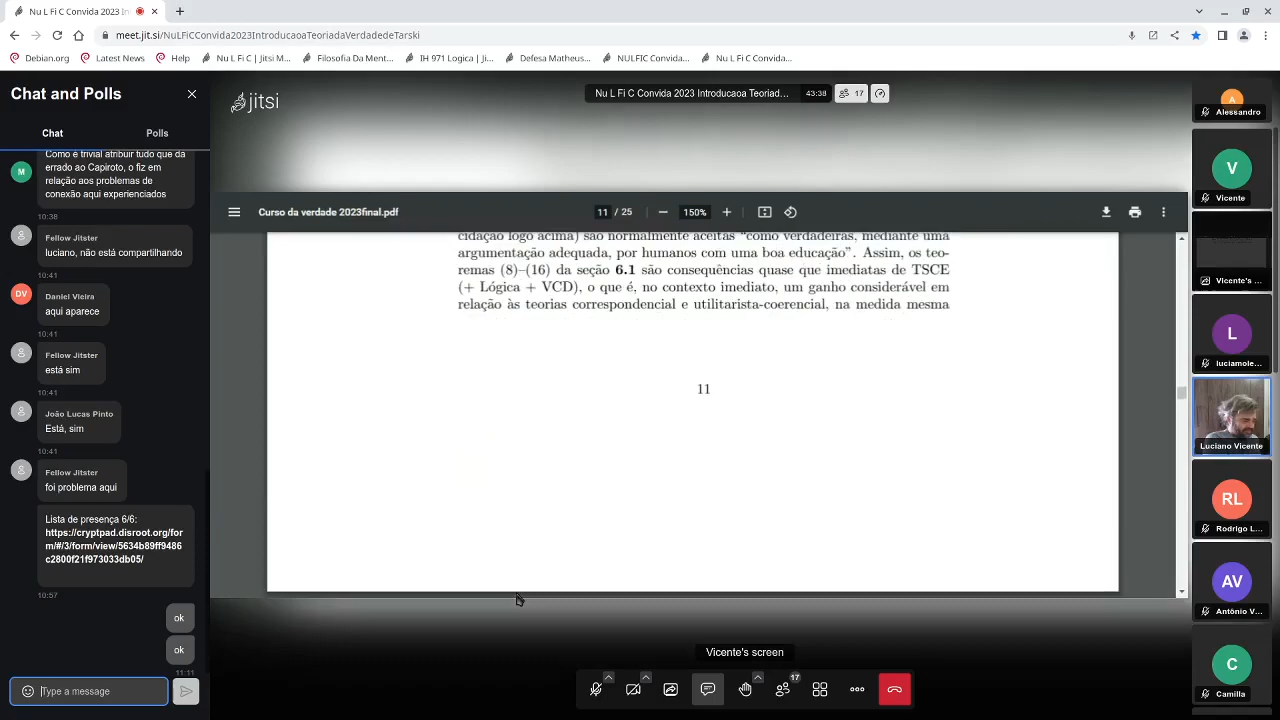 Nu L Fi C Convida 2023 In
meet.jit.si/NuLFiCConvida2023IntroducaoaTeoriadaVerdadedeTarski
Debian.org
Latest News
Help
Nu L Fi C | Jitsi M...
Filosofia Da Ment...
IH 971 Logica | Ji...
Defesa Matheus...
NULFIC Convida...
Nu L Fi C Convida...
Chat and Polls
Chat
Polls
Como é trivial atribuir tudo que da
errado ao Capiroto, o fiz em
relação aos problemas de
conexão aqui experienciados
M
10:38
Fellow Jitster
luciano, não está compartilhando
10:41
DV
Daniel Vieira
aqui aparece
10:41
Fellow Jitster
está sim
10:41
João Lucas Pinto
Está, sim
10:41
Fellow Jitster
foi problema aqui
Lista de presença 6/6:
https://cryptpad.disroot.org/for
m/#/3/form/view/5634b89ff9486
c2800f21f973033db05/
10:57
ok
ok
11:11
Type a message
jitsi
Nu L Fi C Convida 2023 Introducaoa Teoriad...
43:38
17
Curso da verdade 2023final.pdf
11 / 25
150%
cidação logo acima) são normalmente aceitas “como verdadeiras, mediante uma
argumentação adequada, por humanos com uma boa educação”. Assim, os teo-
remas (8)–(16) da seção 6.1 são consequências quase que imediatas de TSCE
(+ Lógica + VCD), o que é, no contexto imediato, um ganho considerável em
relação às teorias correspondencial e utilitarista-coerencial, na medida mesma
11
Vicente's screen
17
A
Alessandro
V
Vicente
Vicente's ...
L
luciamole...
Luciano Vicente
RL
Rodrigo L...
AV
Antônio V...
C
Camilla